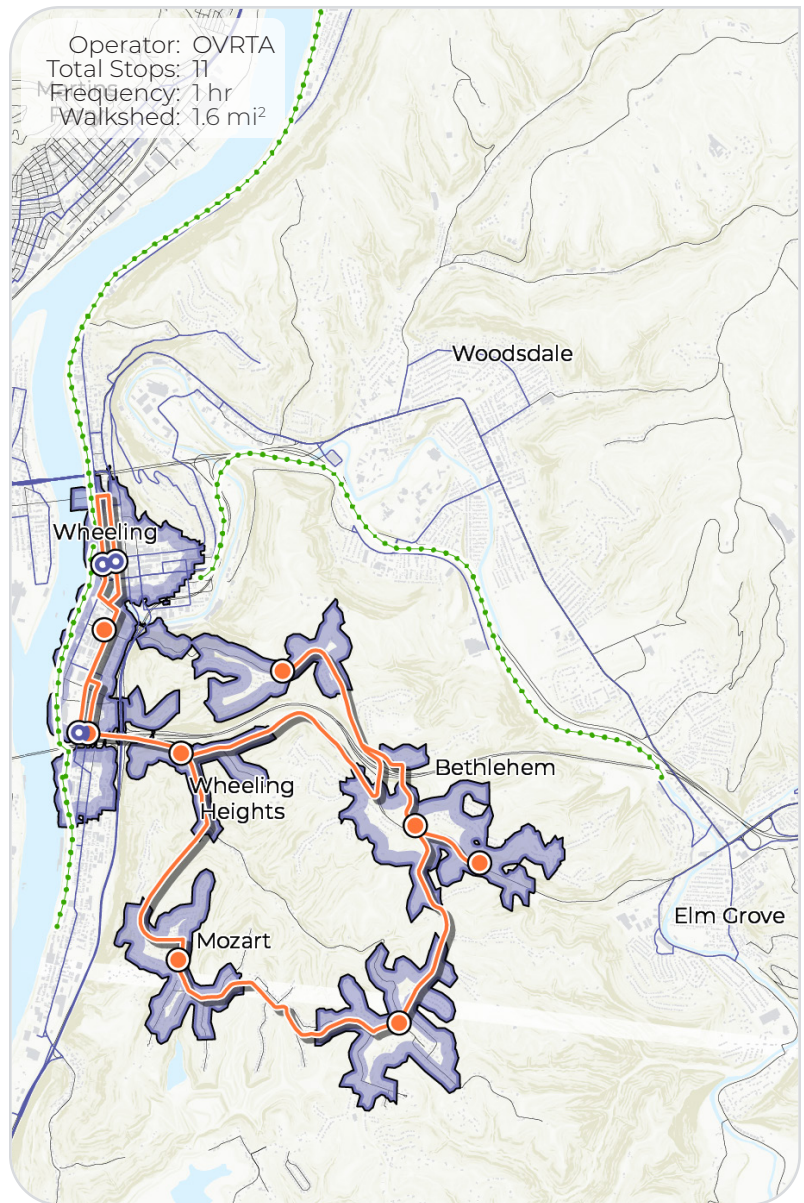 Operator: OVRTA
Total Stops: 11
Frequency: 1 hr
Walkshed: 1.6 mi²
Woodsdale
Wheeling
Bethlehem
Wheeling
Heights
Elm Grove
Mozart